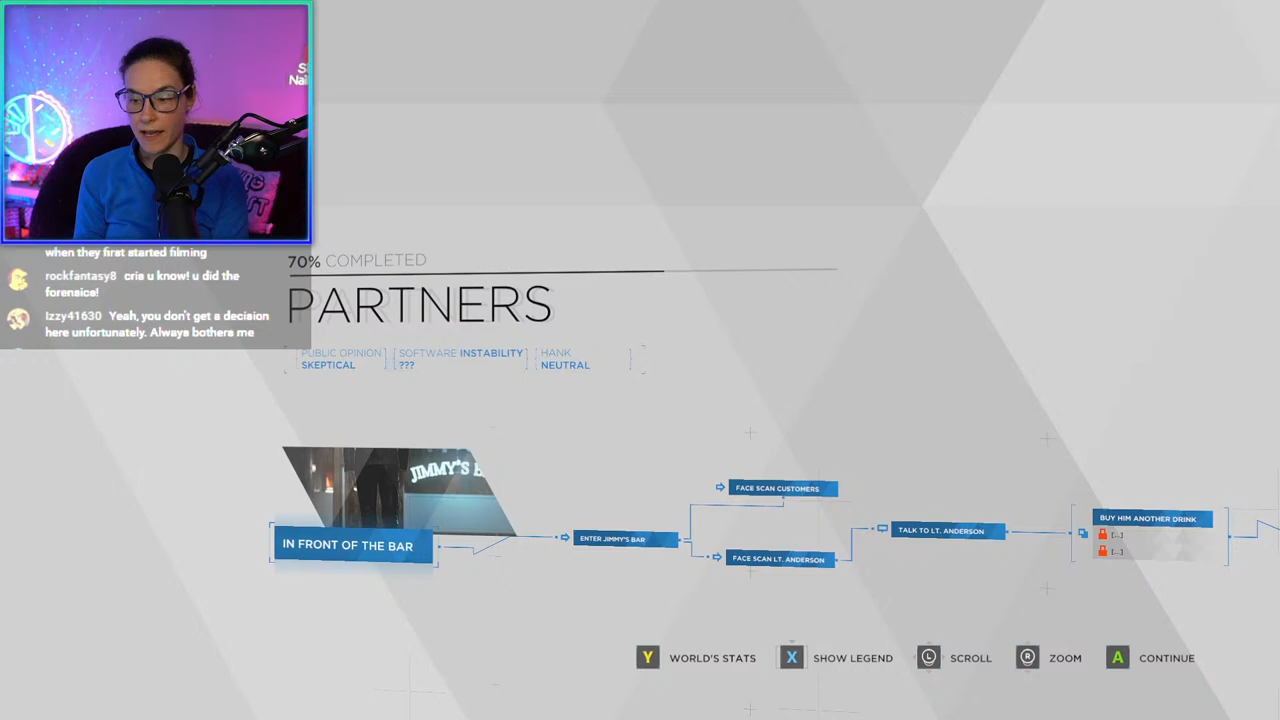 when they first started filming
rockfantasy8 cris u know! u did the
forensics!
Izzy41630 Yeah, you don't get a decision
here unfortunately. Always bothers me
70% COMPLETED
PARTNERS
PUBLIC OPINION
SKEPTICAL
SOFTWARE INSTABILITY
???
HANK
NEUTRAL
JIMMY'S
IN FRONT OF THE BAR
ENTER JIMMY'S BAR
FACE SCAN CUSTOMERS
FACE SCAN LT. ANDERSON
TALK TO LT. ANDERSON
BUY HIM ANOTHER DRINK
[...]
[...]
Y WORLD'S STATS
X SHOW LEGEND
L SCROLL
R ZOOM
A CONTINUE